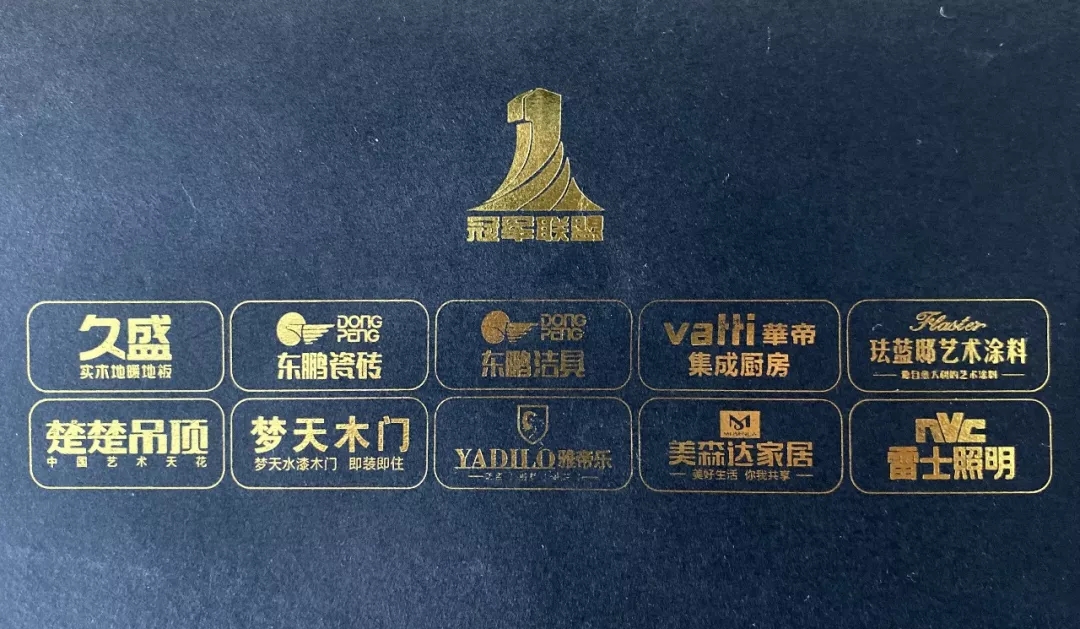 冠军联盟
久盛
实木地暖地板
DONG
PENG
东鹏瓷砖
DONG
PENG
东鹏洁具
vatti 華帝
集成厨房
Flaster
珐蓝邸艺术涂料
楚楚吊顶
中国艺术天花
梦天木门
梦天水漆木门 即装即住
YADILO雅帝乐
美森达家居
美好生活 你我共享
nVc
雷士照明